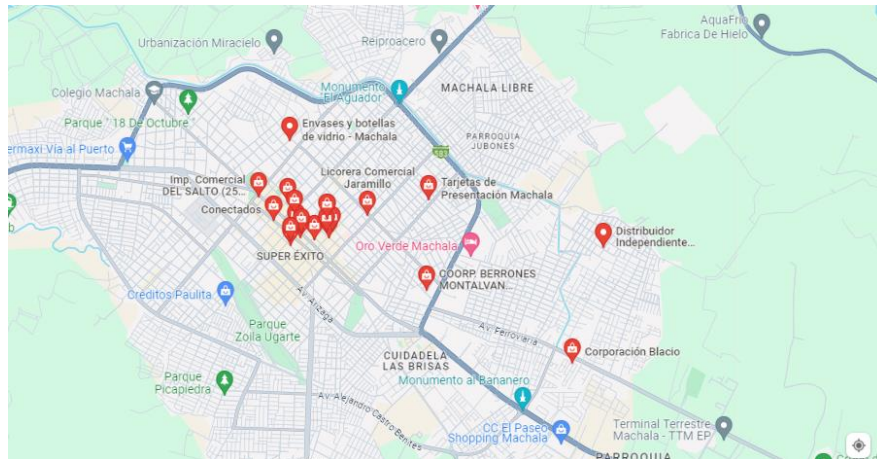 AquaFrio
Fabrica De Hielo
Urbanización Miracielo
Reiproacero
Colegio Machala
Monumento
El Aguador
MACHALA LIBRE
Parque " 18 De Octubre "
Envases y botellas
de vidrio - Machala
PARROQUIA
JUBONES
ermaxi Vía al Puerto
Imp. Comercial
DEL SALTO (25...
Licorera Comercial
Jaramillo
Tarjetas de
Presentación Machala
Conectados
Oro Verde Machala
Distribuidor
Independiente...
SUPER ÉXITO
COORP. BERRONES
MONTALVAN...
Créditos Paulita
Av. Arízaga
Parque
Zoila Ugarte
Av. Ferroviaria
Corporación Blacio
CUIDADELA
LAS BRISAS
Parque
Picapiedra
Monumento al Bananero
Av. Alejandro Castro Benites
CC El Paseo
Shopping Machala
Terminal Terrestre
Machala - TTM EP
PARROQUIA